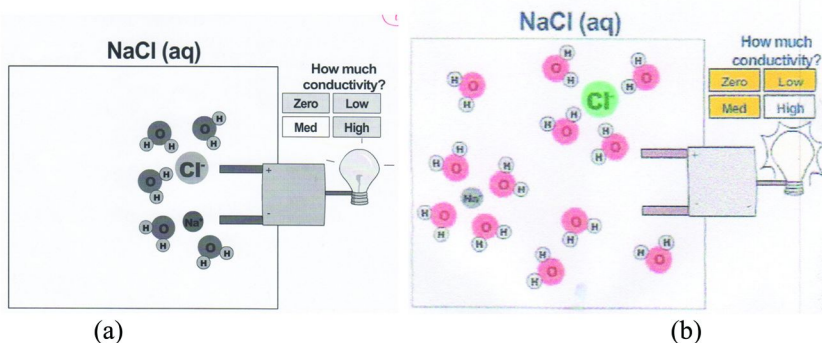 NaCl (aq)
How much
conductivity?
Zero Low
Med High
O H H
O H H
Cl⁻
O H H
Na⁺
O H H
O H H
+
-
(a)
NaCl (aq)
How much
conductivity?
Zero Low
Med High
O H H
O H H
O H H
Cl⁻
O H H
O H H
O H H
O H H
Na⁺
O H H
O H H
O H H
O H H
O H H
+
-
(b)